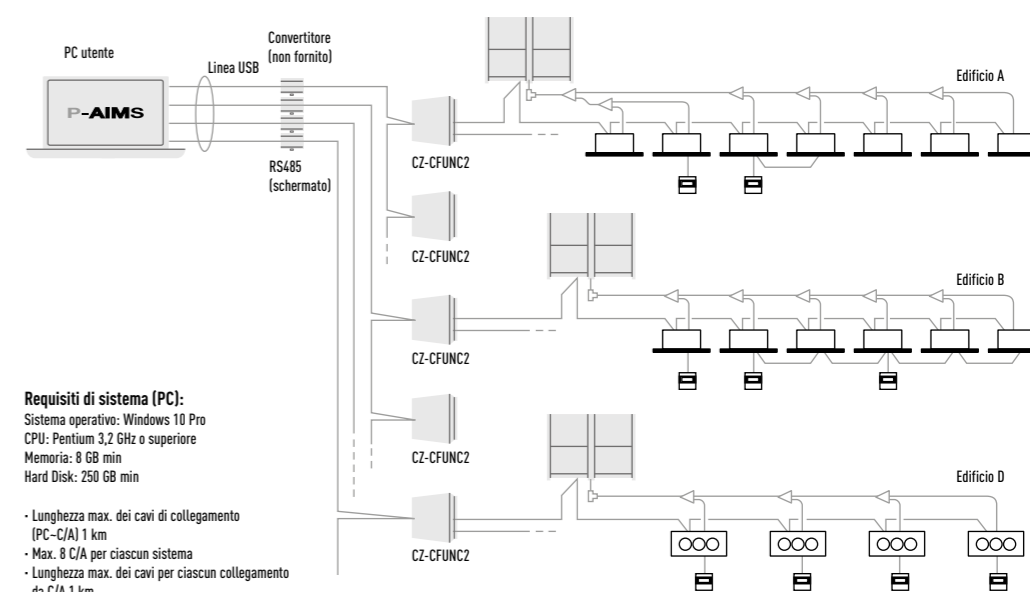 PC utente
Linea USB
Convertitore
(non fornito)
P-AIMS
RS485
(schermato)
CZ-CFUNC2
Edificio A
CZ-CFUNC2
Edificio B
CZ-CFUNC2
CZ-CFUNC2
Edificio D
CZ-CFUNC2
Requisiti di sistema (PC):
Sistema operativo: Windows 10 Pro
CPU: Pentium 3,2 GHz o superiore
Memoria: 8 GB min
Hard Disk: 250 GB min
· Lunghezza max. dei cavi di collegamento
(PC~C/A) 1 km
· Max. 8 C/A per ciascun sistema
· Lunghezza max. dei cavi per ciascun collegamento
da C/A 1 km